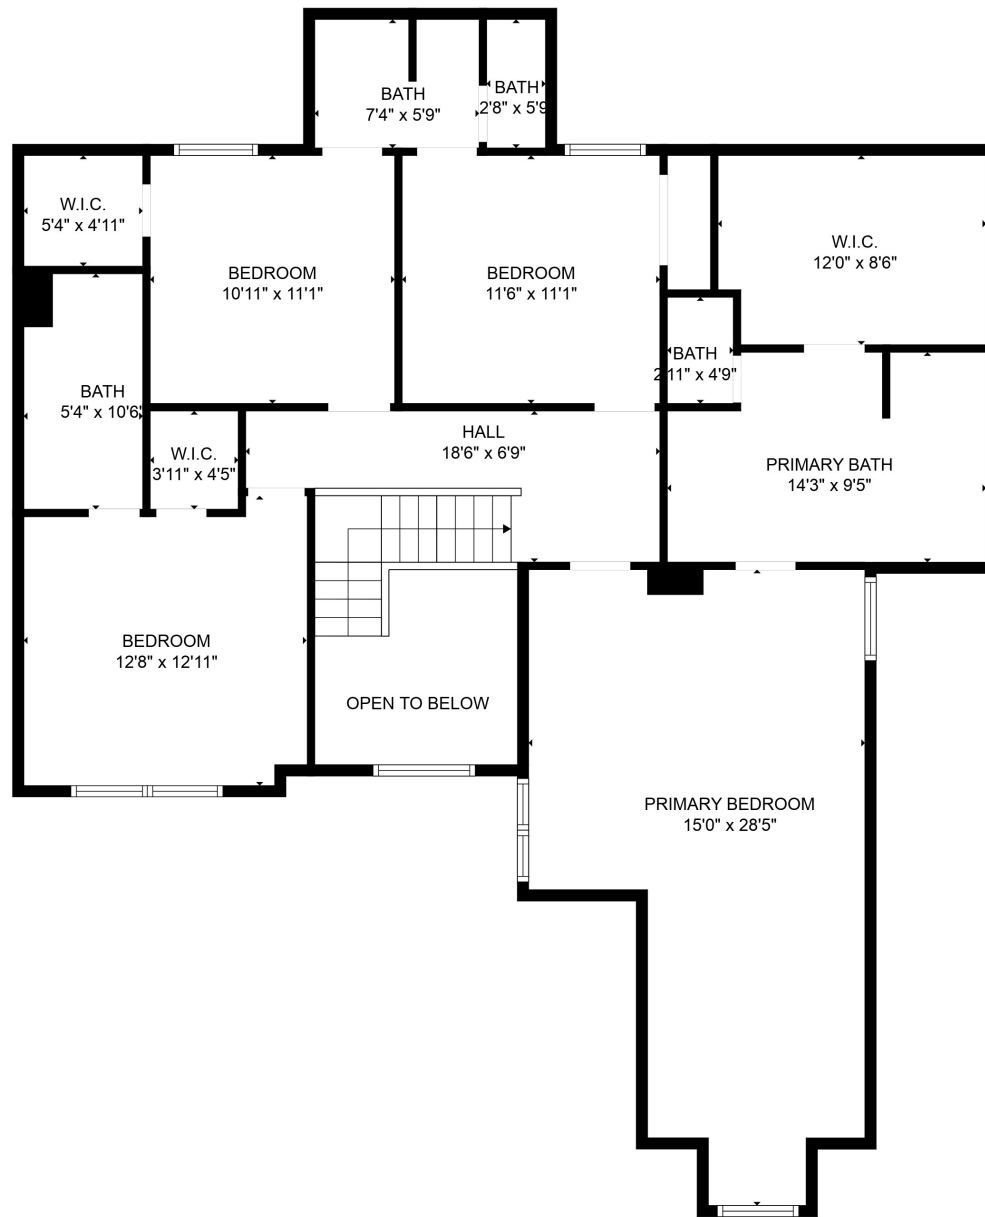 BATH
7'4" x 5'9"
BATH
2'8" x 5'9
W.I.C.
5'4" x 4'11"
BEDROOM
10'11" x 11'1"
BEDROOM
11'6" x 11'1"
W.I.C.
12'0" x 8'6"
BATH
2'11" x 4'9"
BATH
5'4" x 10'6"
W.I.C.
3'11" x 4'5"
HALL
18'6" x 6'9"
PRIMARY BATH
14'3" x 9'5"
BEDROOM
12'8" x 12'11"
OPEN TO BELOW
PRIMARY BEDROOM
15'0" x 28'5"